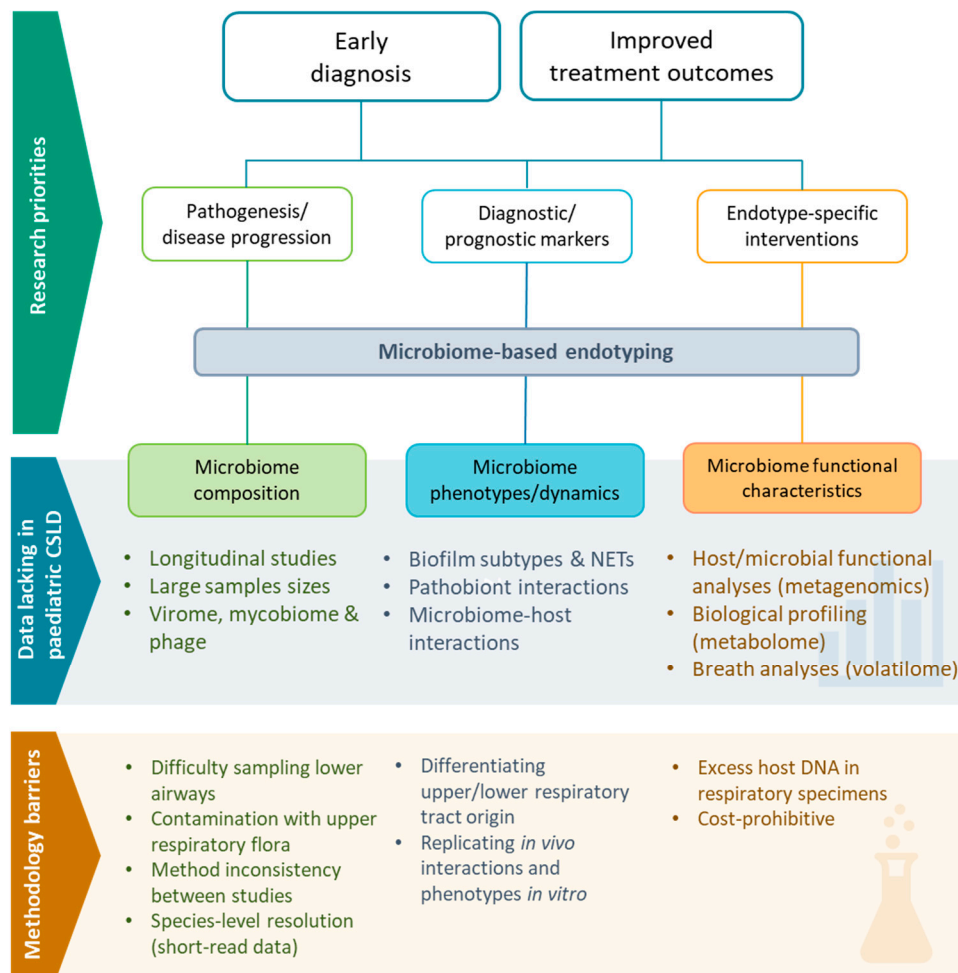 Research priorities
Early
diagnosis
Improved
treatment outcomes
Pathogenesis/
disease progression
Diagnostic/
prognostic markers
Endotype-specific
interventions
Microbiome-based endotyping
Data lacking in
paediatric CSLD
Microbiome
composition
Microbiome
phenotypes/dynamics
Microbiome functional
characteristics
• Longitudinal studies
• Large samples sizes
• Virome, mycobiome &
phage
• Biofilm subtypes & NETs
• Pathobiont interactions
• Microbiome-host
interactions
• Host/microbial functional
analyses (metagenomics)
• Biological profiling
(metabolome)
• Breath analyses (volatilome)
Methodology barriers
• Difficulty sampling lower
airways
• Contamination with upper
respiratory flora
• Method inconsistency
between studies
• Species-level resolution
(short-read data)
• Differentiating
upper/lower respiratory
tract origin
• Replicating in vivo
interactions and
phenotypes in vitro
• Excess host DNA in
respiratory specimens
• Cost-prohibitive